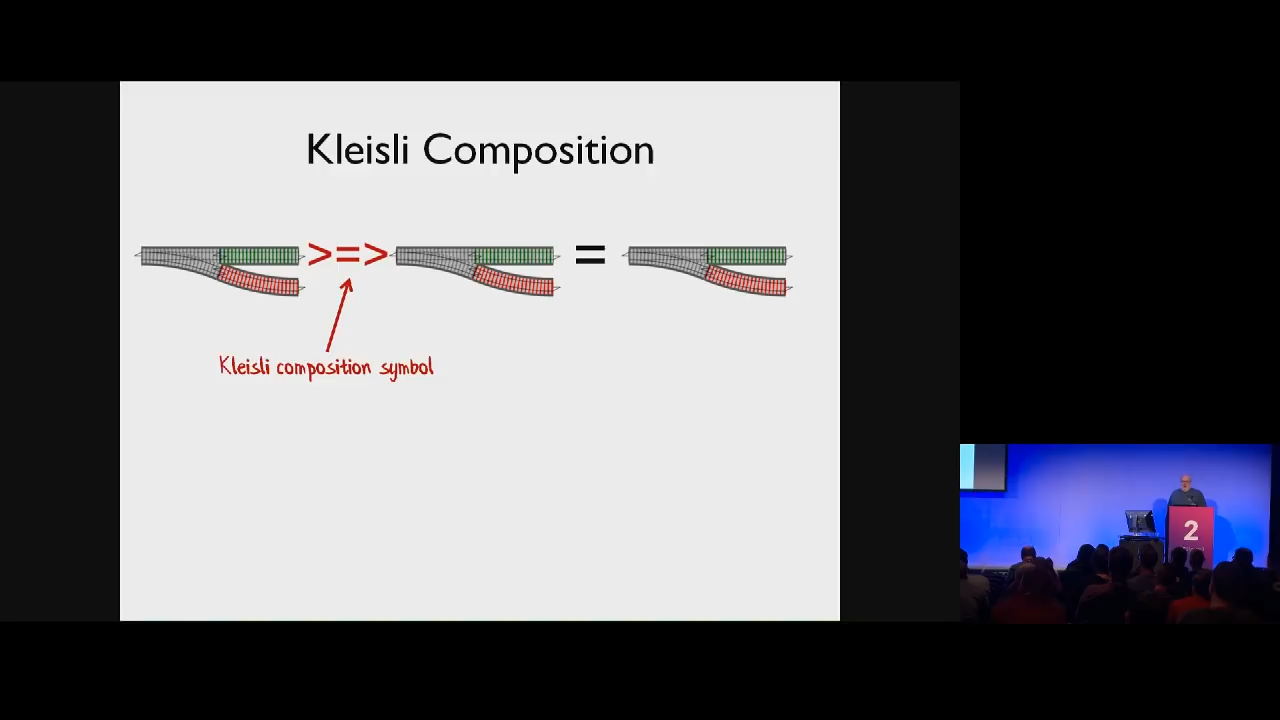 Kleisli Composition
>=> =
Kleisli composition symbol
2